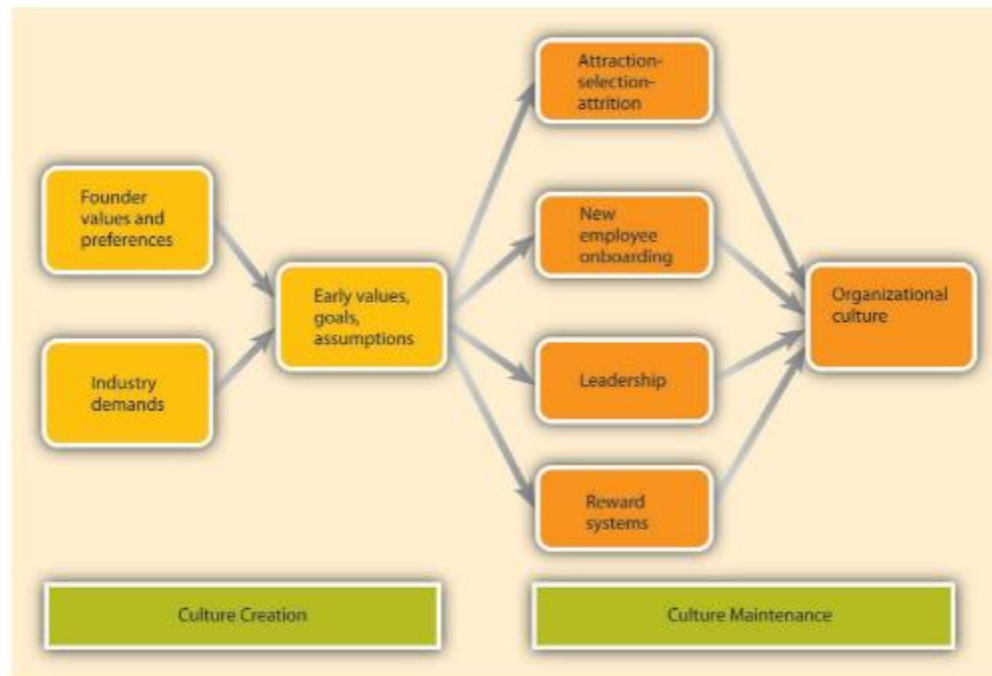 Founder
values and
preferences
Industry
demands
Early values,
goals,
assumptions
Attraction-
selection-
attrition
New
employee
onboarding
Leadership
Reward
systems
Organizational
culture
Culture Creation
Culture Maintenance